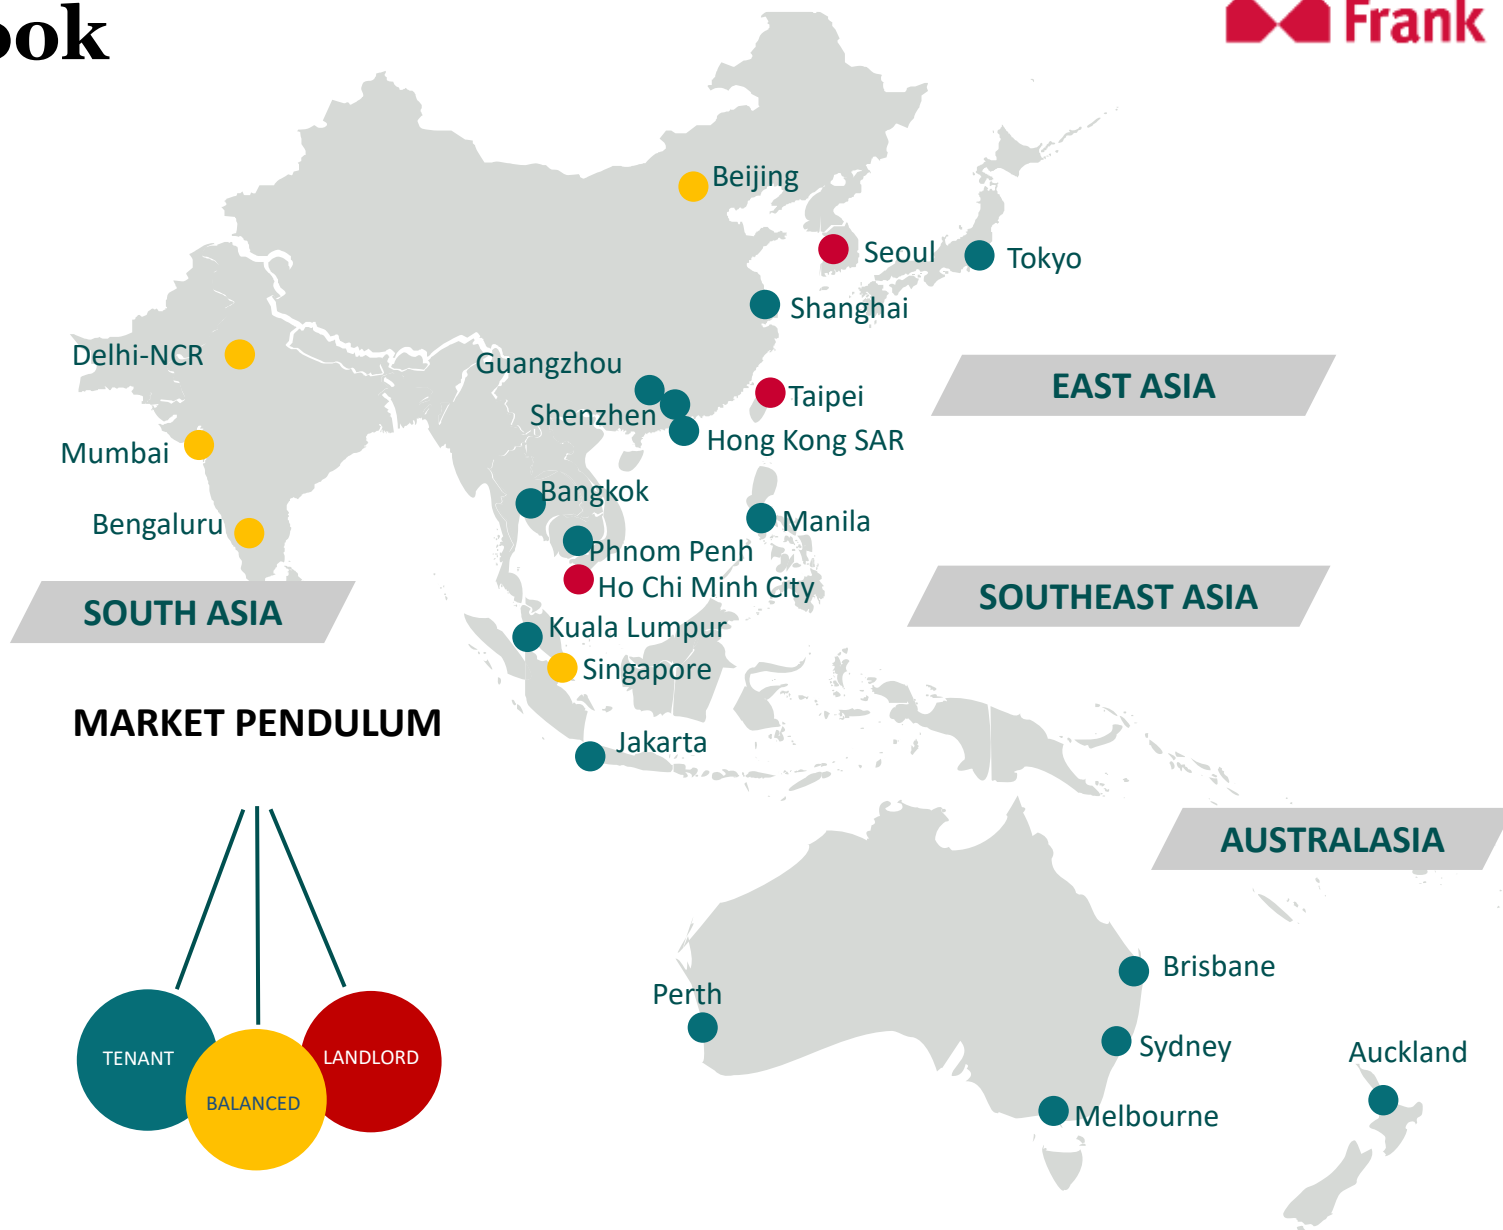 ook
Frank
Beijing
Seoul
Tokyo
Shanghai
Delhi-NCR
Guangzhou
EAST ASIA
Taipei
Shenzhen
Hong Kong SAR
Mumbai
Bangkok
Manila
Bengaluru
Phnom Penh
Ho Chi Minh City
SOUTHEAST ASIA
SOUTH ASIA
Kuala Lumpur
Singapore
MARKET PENDULUM
Jakarta
AUSTRALASIA
Brisbane
Perth
Sydney
Auckland
TENANT
LANDLORD
BALANCED
Melbourne